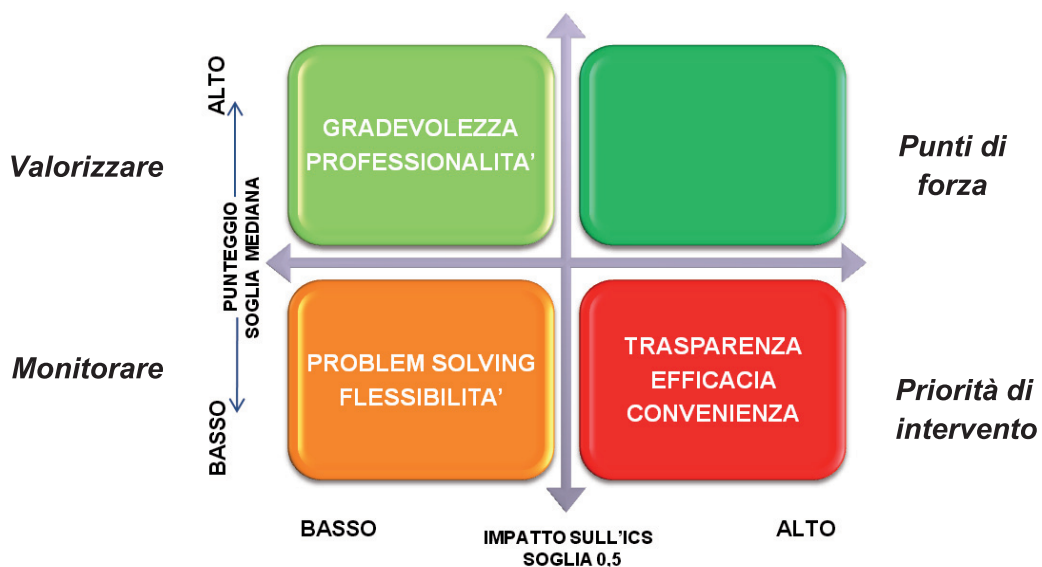 ALTO
GRADEVOLEZZA
PROFESSIONALITA'
Valorizzare
Punti di
forza
PUNTEGGIO
SOGLIA MEDIANA
Monitorare
PROBLEM SOLVING
FLESSIBILITA'
TRASPARENZA
EFFICACIA
CONVENIENZA
Priorità di
intervento
BASSO
BASSO
IMPATTO SULL'ICS
SOGLIA 0,5
ALTO